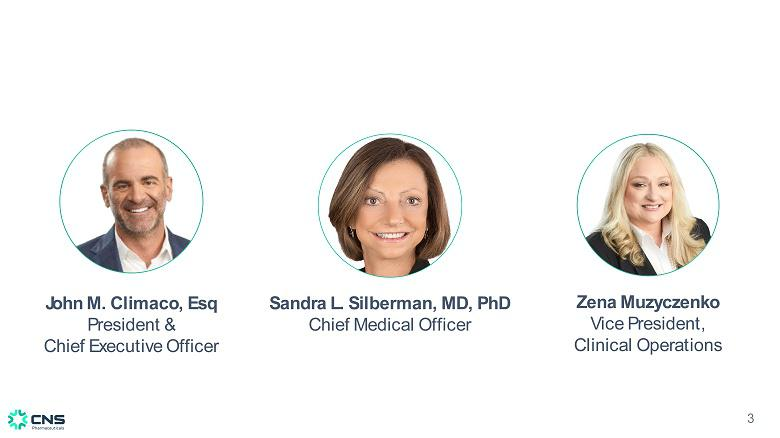 John M. Climaco, Esq
President &
Chief Executive Officer
Sandra L. Silberman, MD, PhD
Chief Medical Officer
Zena Muzyczenko
Vice President,
Clinical Operations
CNS
Pharmaceuticals
3